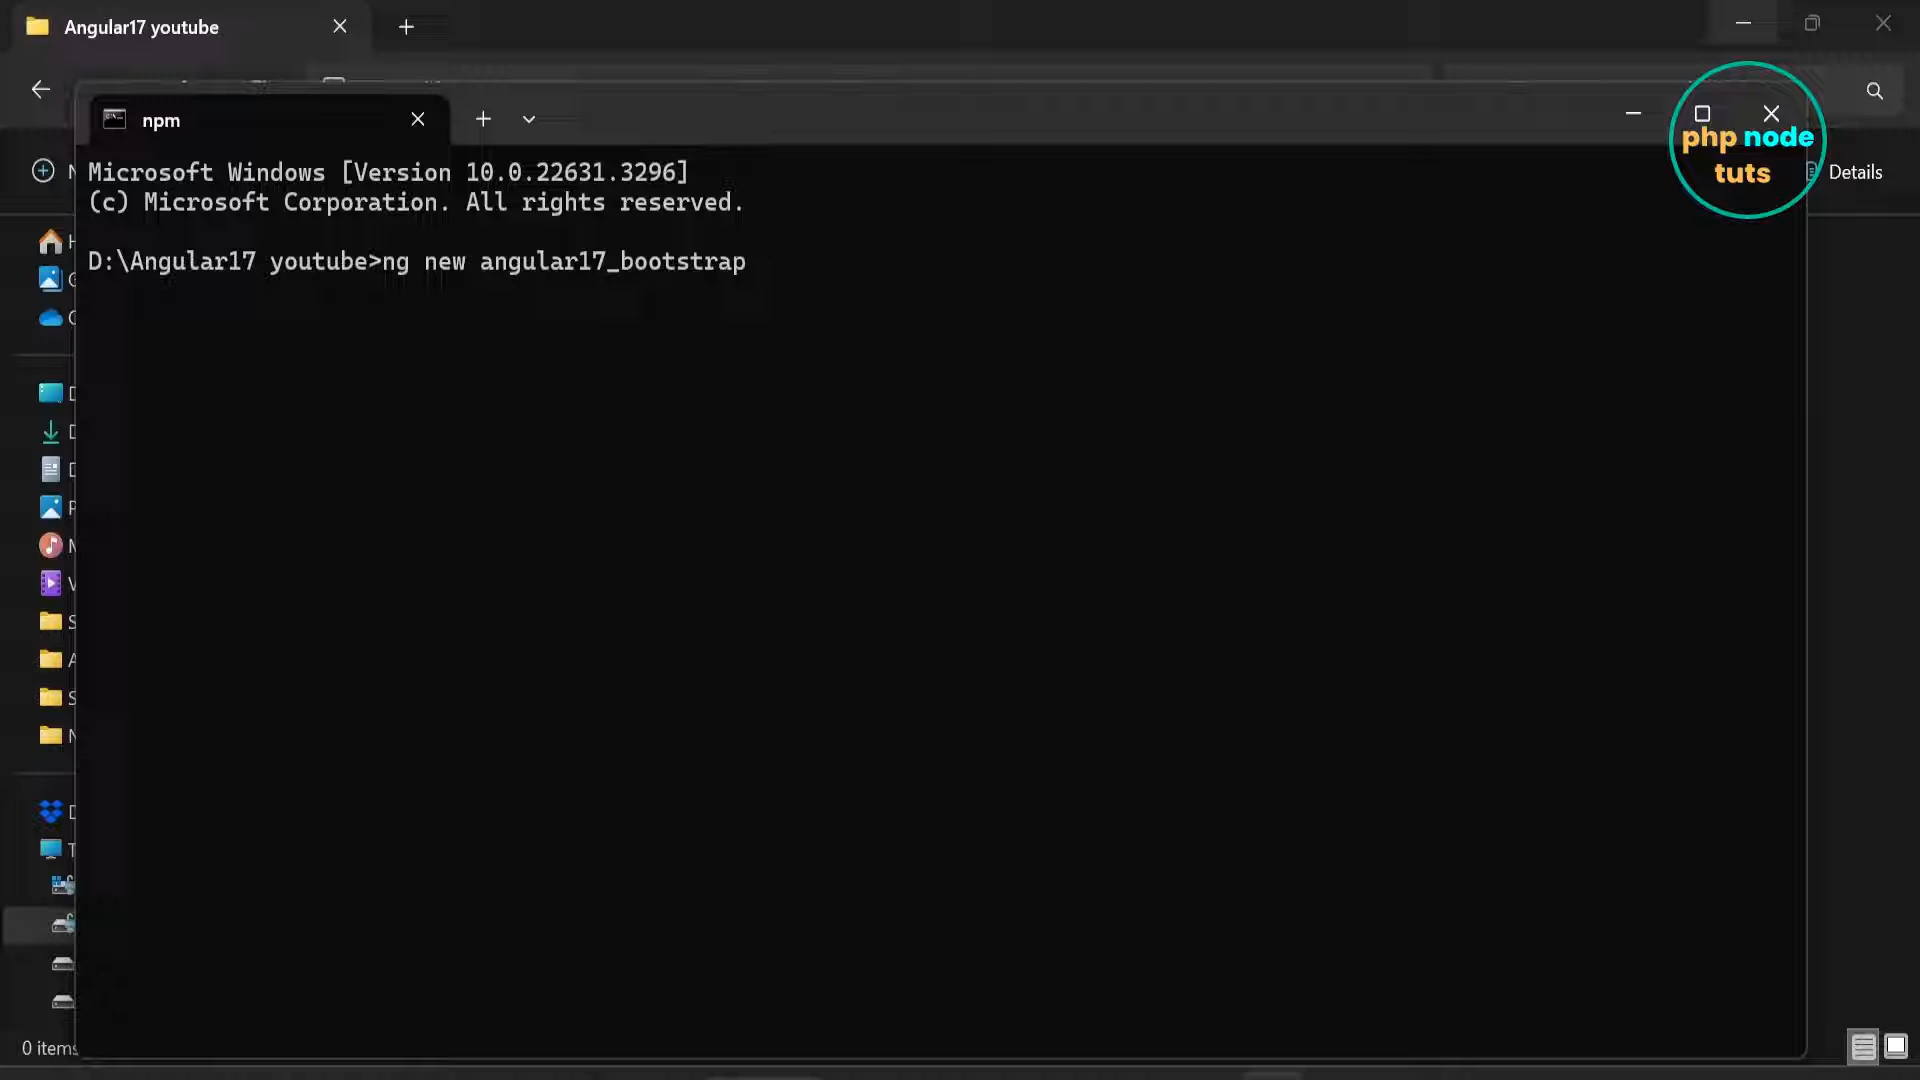 Angular17 youtube
npm
php node
tuts
Details
Microsoft Windows [Version 10.0.22631.3296]
(c) Microsoft Corporation. All rights reserved.
D:\Angular17 youtube>ng new angular17_bootstrap
0 items